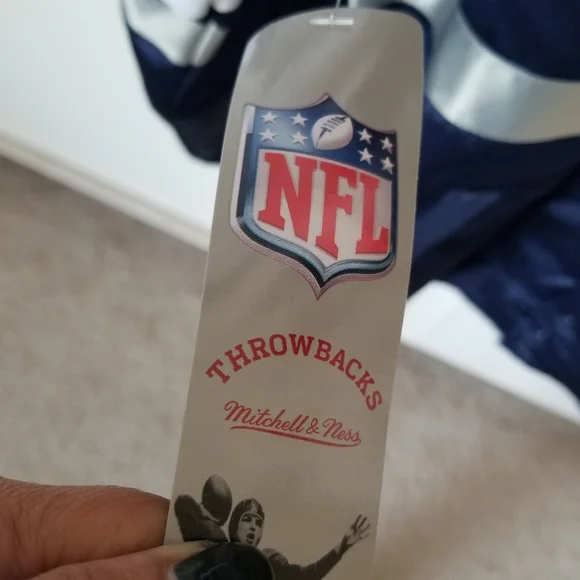 NFL
THROWBACKS
Mitchell & Ness